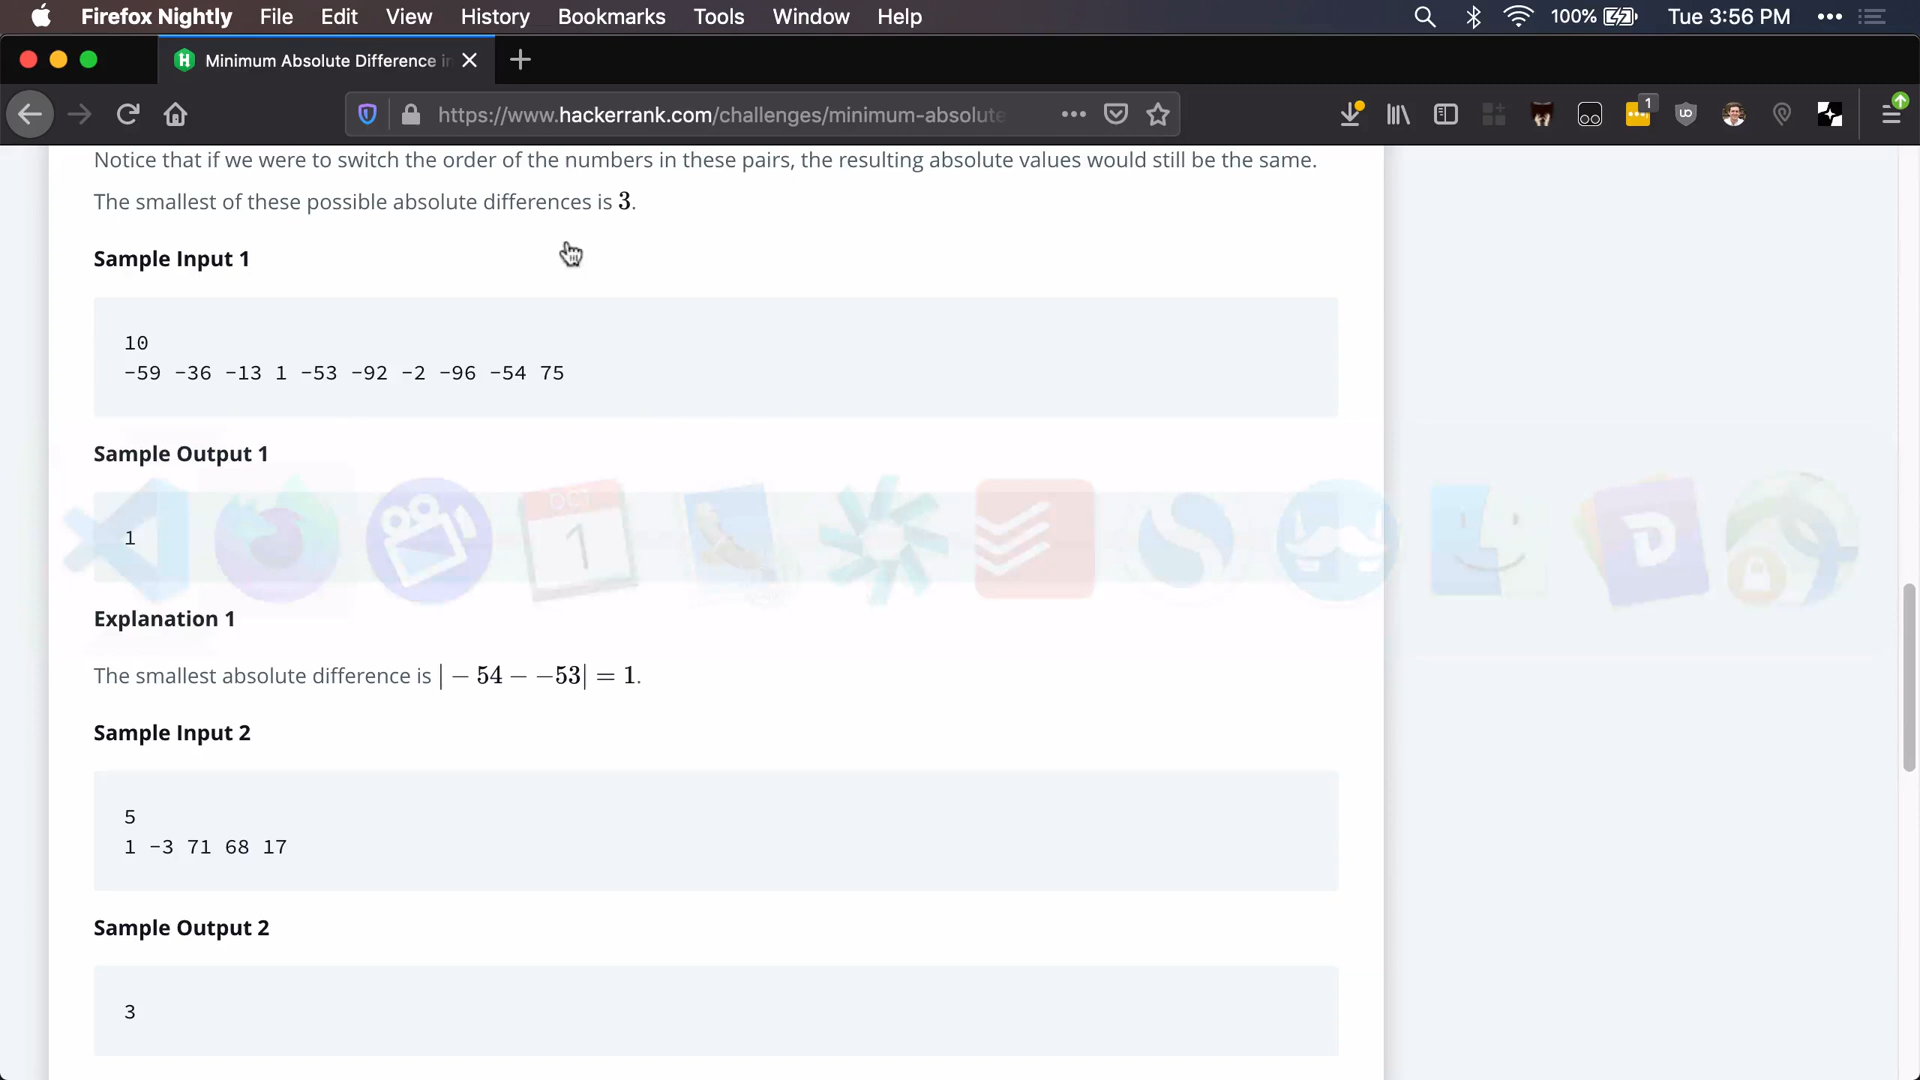 Firefox Nightly File Edit View History Bookmarks Tools Window Help 100% Tue 3:56 PM
Minimum Absolute Difference in
https://www.hackerrank.com/challenges/minimum-absolute
1
UO
Notice that if we were to switch the order of the numbers in these pairs, the resulting absolute values would still be the same.
The smallest of these possible absolute differences is 3.
Sample Input 1
10
-59 -36 -13 1 -53 -92 -2 -96 -54 75
Sample Output 1
OCT
1
1
D
Explanation 1
The smallest absolute difference is |− 54 − −53| = 1.
Sample Input 2
5
1 -3 71 68 17
Sample Output 2
3